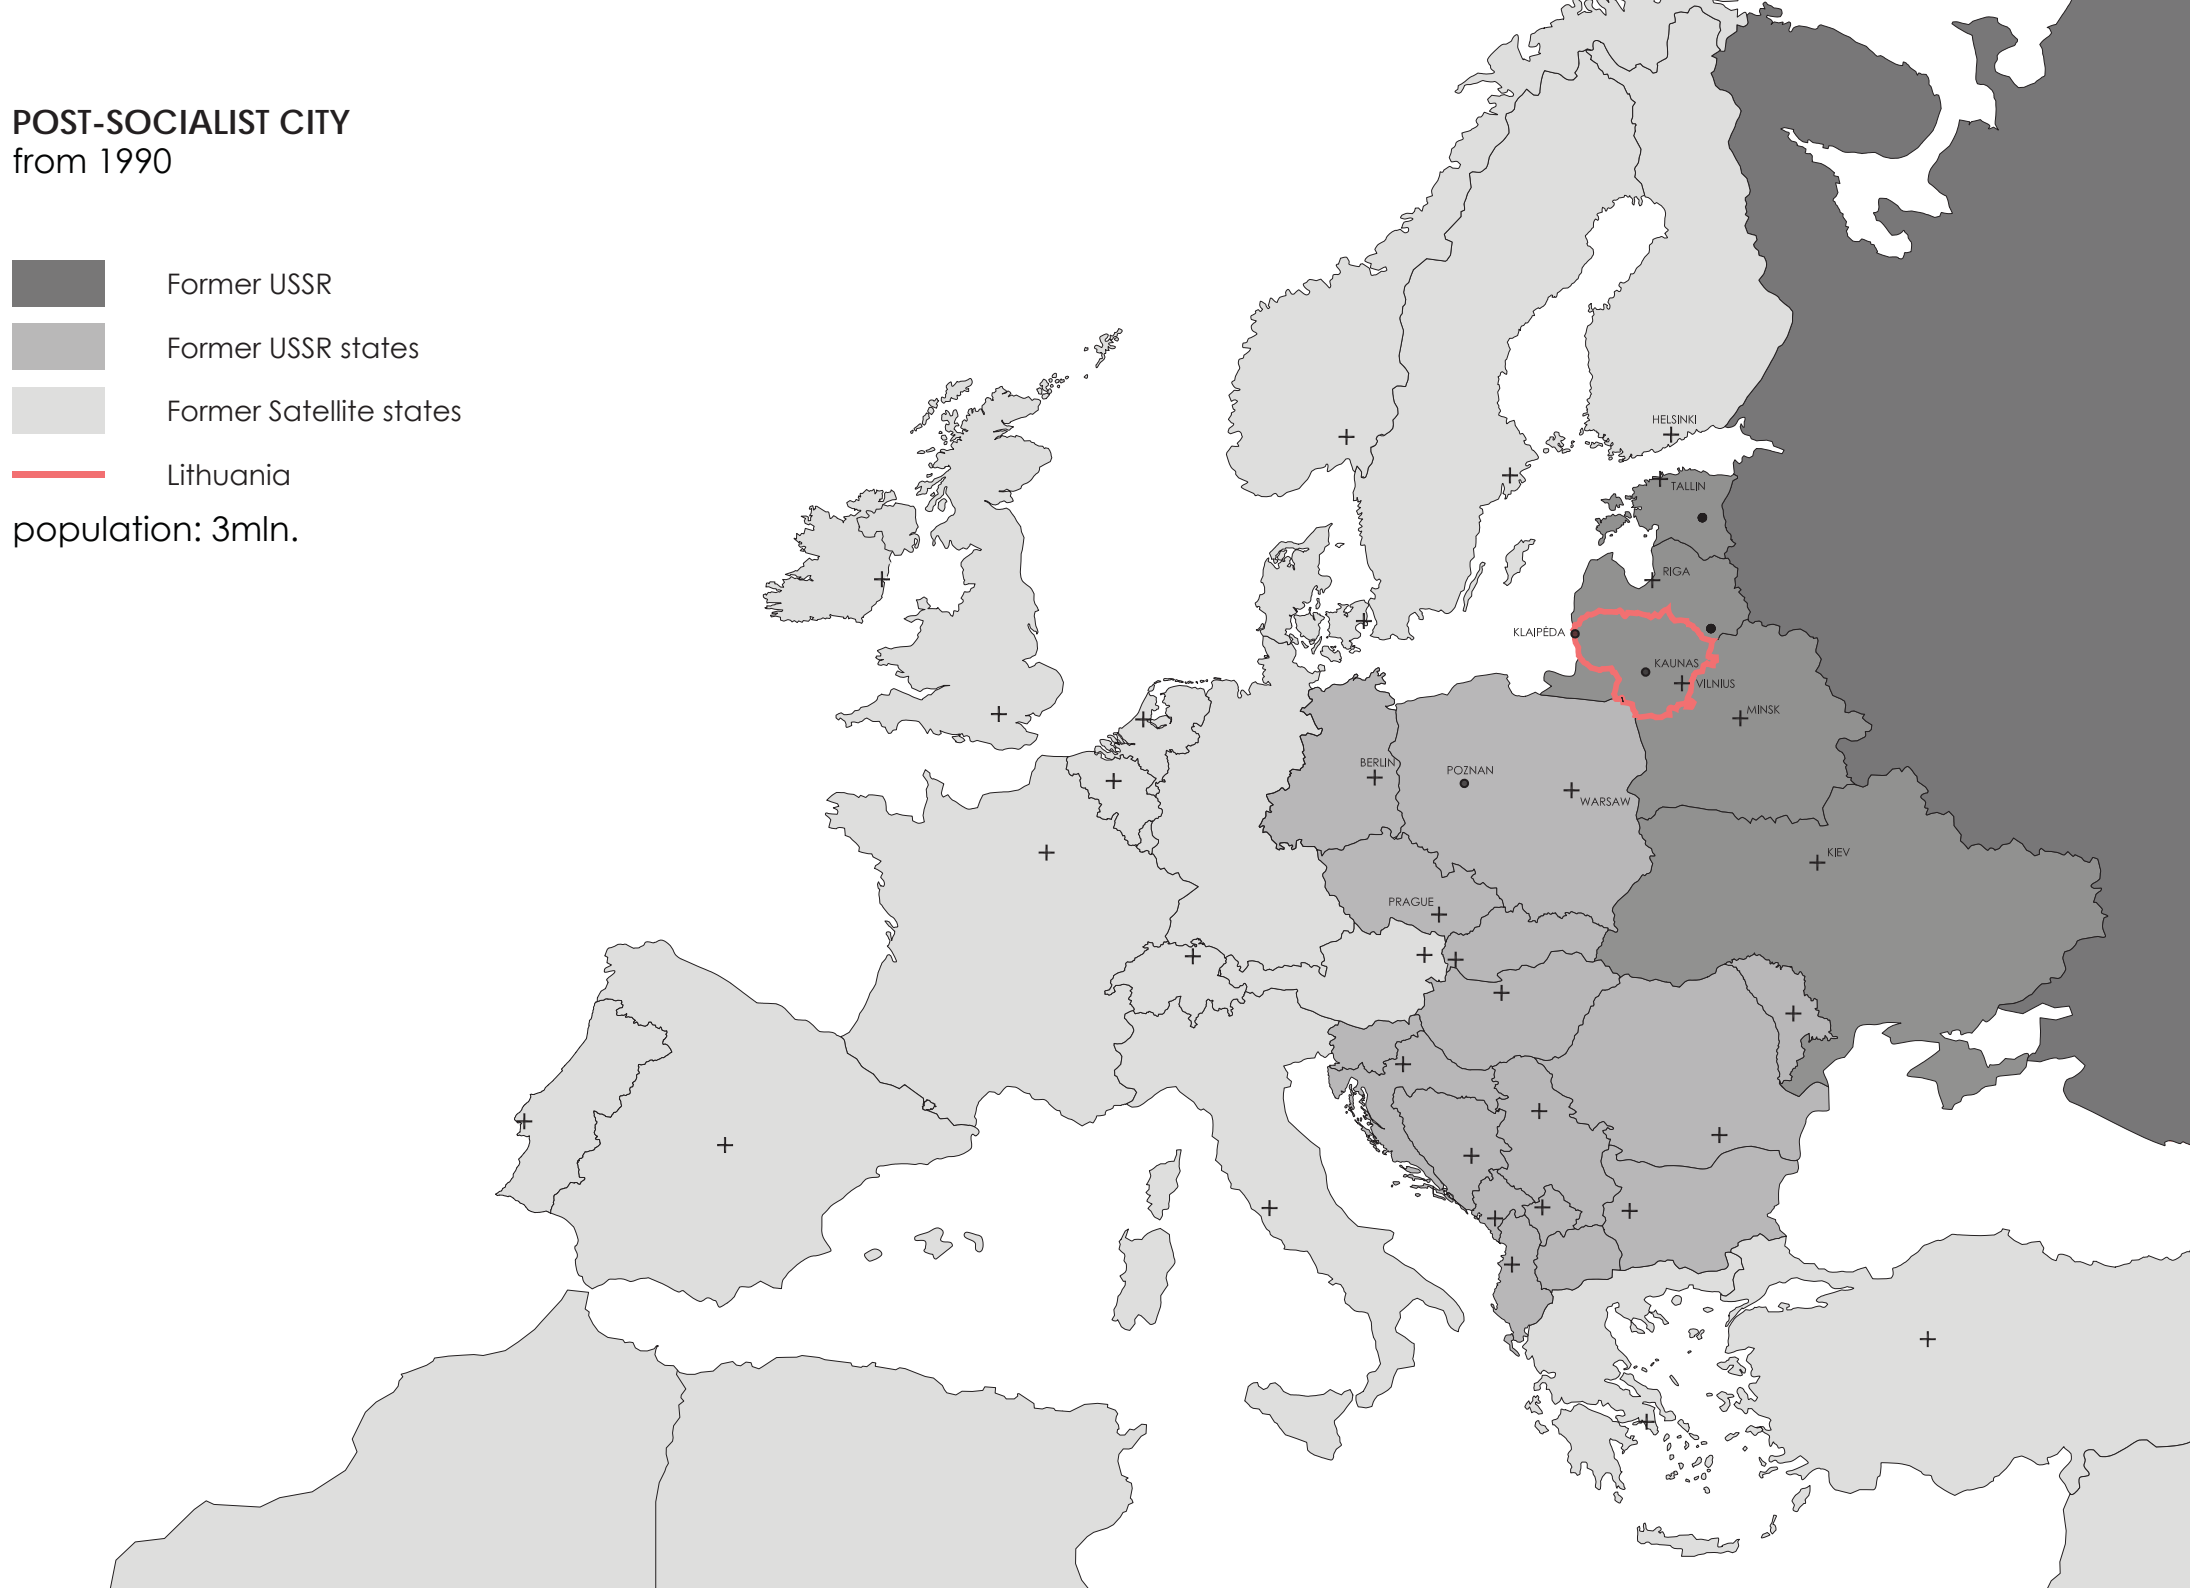 POST-SOCIALIST CITY
from 1990
Former USSR
Former USSR states
Former Satellite states
Lithuania
population: 3mln.
HELSINKI
TALLIN
RIGA
KLAIPÉDA
KAUNAS
VILNIUS
MINSK
BERLIN
POZNAN
WARSAW
KIEV
PRAGUE